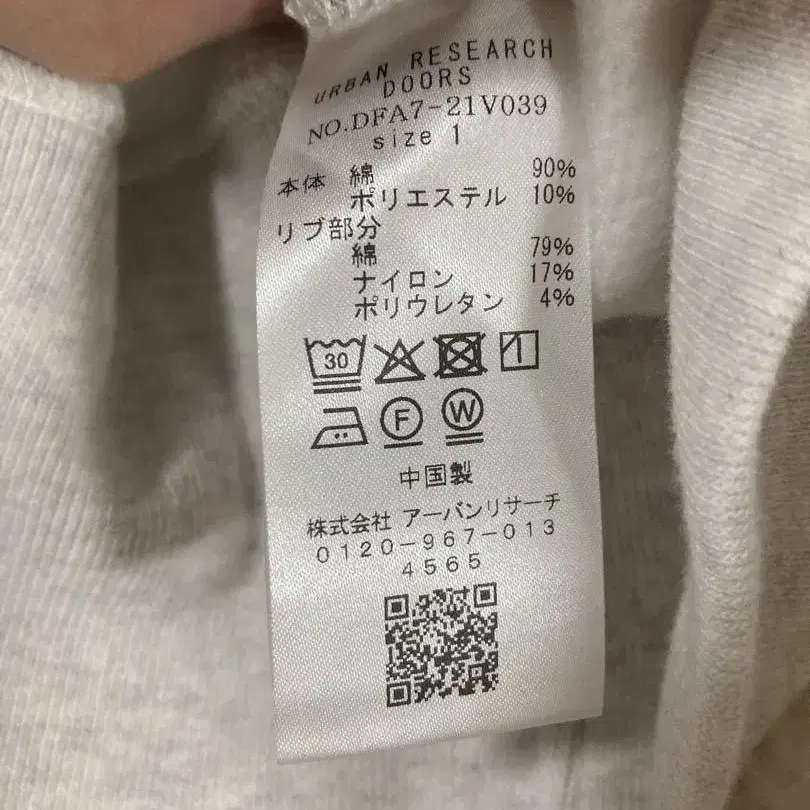 URBAN RESEARCH
DOORS
NO.DFA7-21V039
size 1
本体 綿 90%
ポリエステル 10%
リブ部分
綿 79%
ナイロン 17%
ポリウレタン 4%
30
F W
中国製
株式会社 アーバンリサーチ
0120-967-013
4565